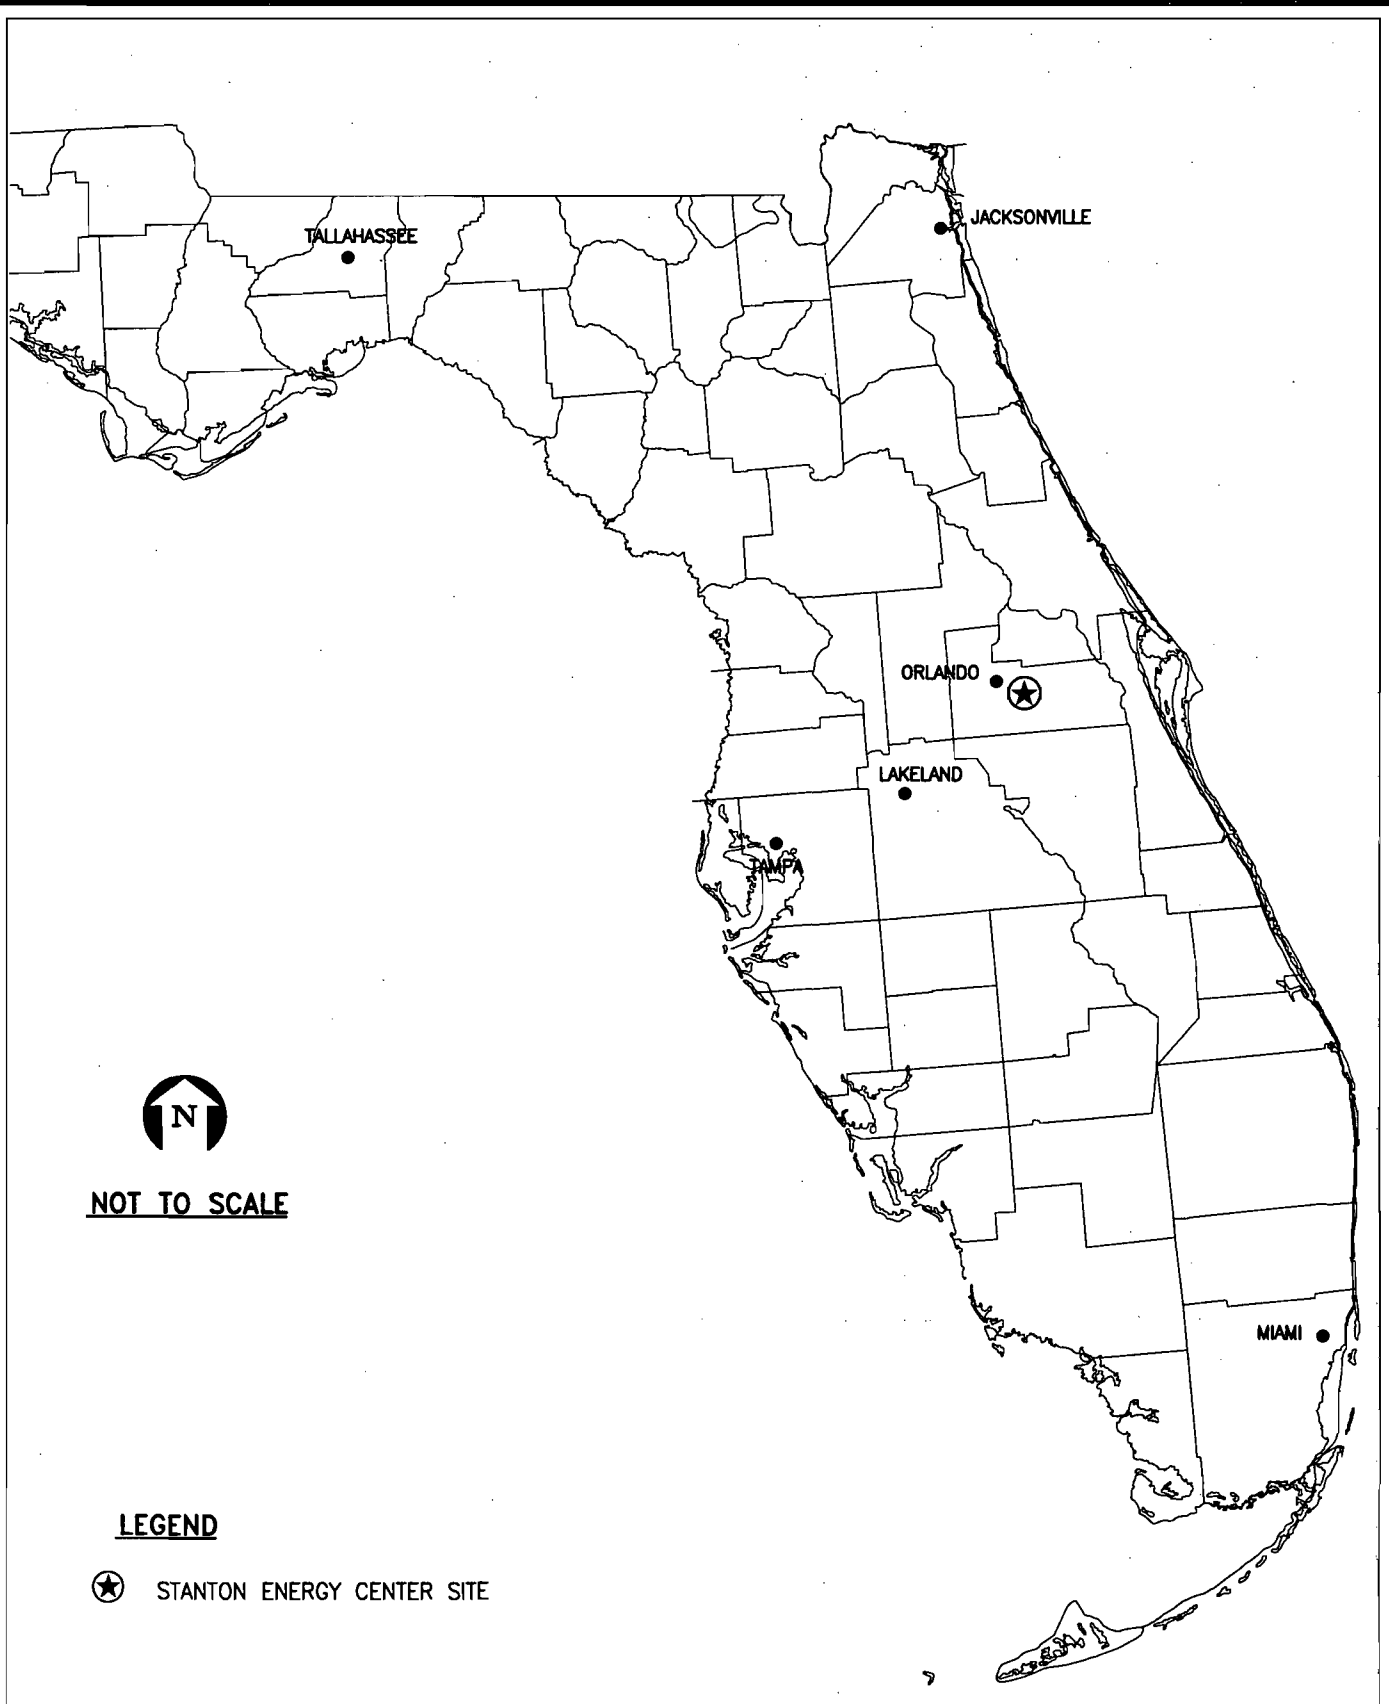 JACKSONVILLE
TALLAHASSEE
ORLANDO
LAKELAND
TAMPA
N
NOT TO SCALE
MIAMI
LEGEND
STANTON ENERGY CENTER SITE